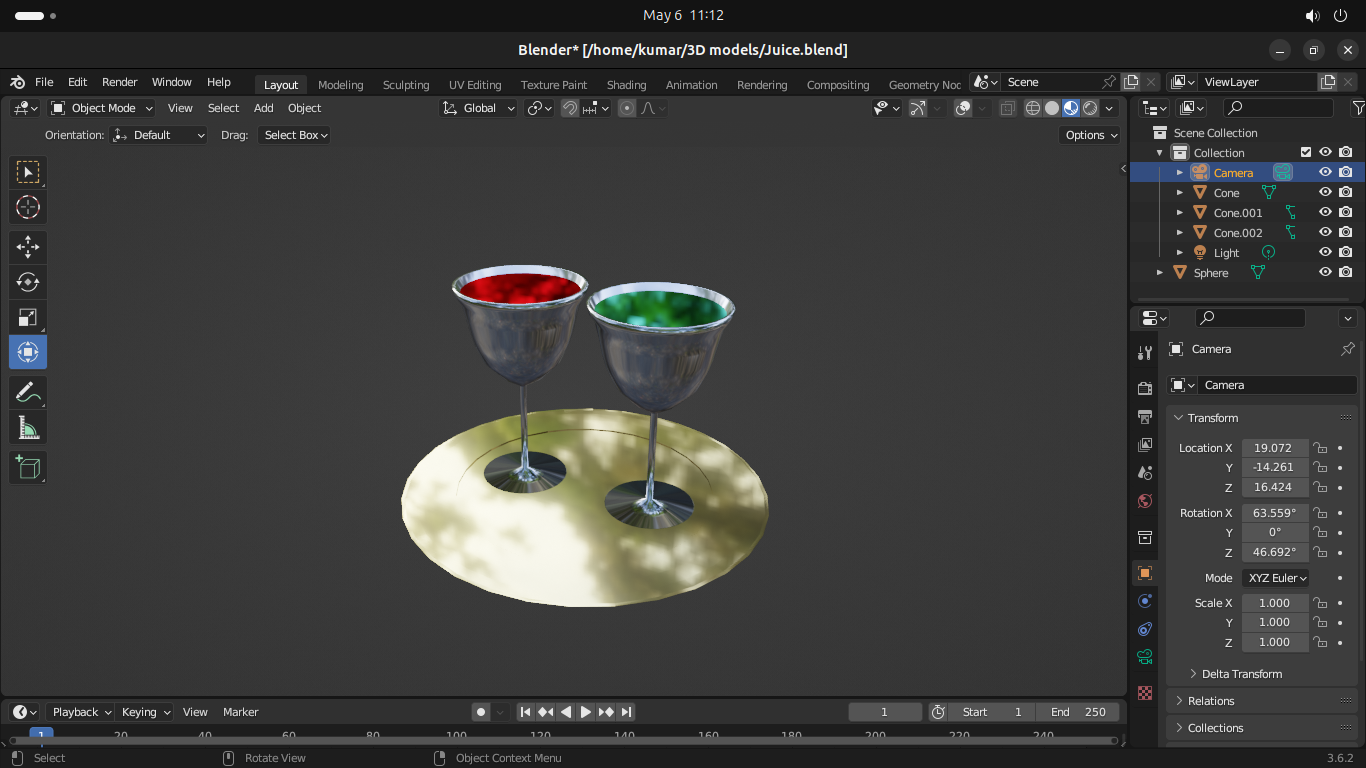 May 6 11:12
Blender* [/home/kumar/3D models/Juice.blend]
File Edit Render Window Help Layout Modeling Sculpting UV Editing Texture Paint Shading Animation Rendering Compositing Geometry Noc Scene ViewLayer
Object Mode View Select Add Object Global
Orientation: Default Drag: Select Box Options
Scene Collection
Collection
Camera
Cone
Cone.001
Cone.002
Light
Sphere
Camera
Camera
Transform
Location X 19.072
Y -14.261
Z 16.424
Rotation X 63.559°
Y 0°
Z 46.692°
Mode XYZ Euler
Scale X 1.000
Y 1.000
Z 1.000
Delta Transform
Relations
Collections
Playback Keying View Marker 1 Start 1 End 250
1 20 40 60 80 100 120 140 160 180 200 220 240
Select Rotate View Object Context Menu 3.6.2